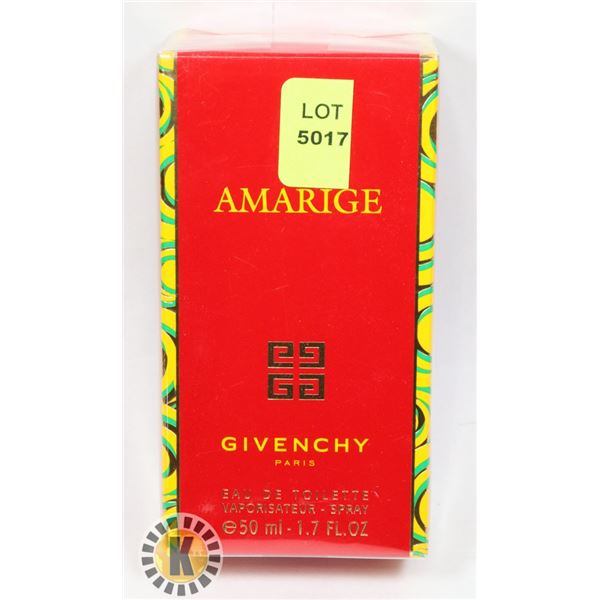 LOT
5017
AMARIGE
GIVENCHY
PARIS
EAU DE TOILETTE
VAPORISATEUR - SPRAY
℮50 ml - 1.7 FL.OZ
K